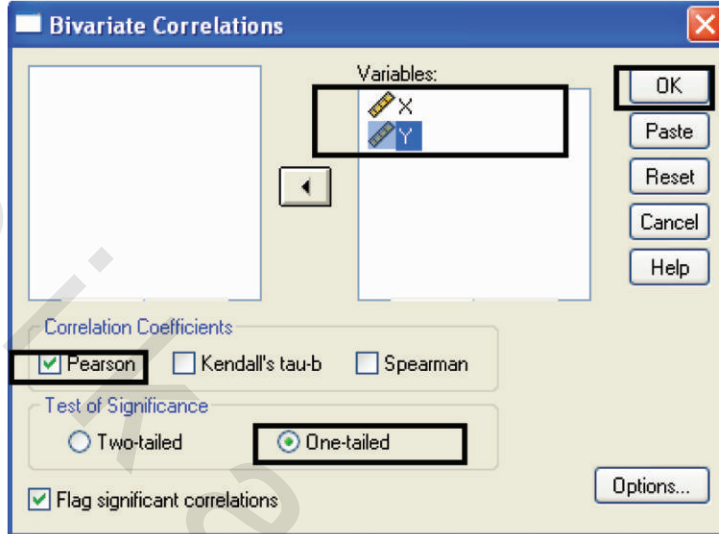 Bivariate Correlations
Variables:
X
Y
OK
Paste
Reset
Cancel
Help
Correlation Coefficients
Pearson Kendall's tau-b Spearman
Test of Significance
Two-tailed One-tailed
Flag significant correlations
Options...